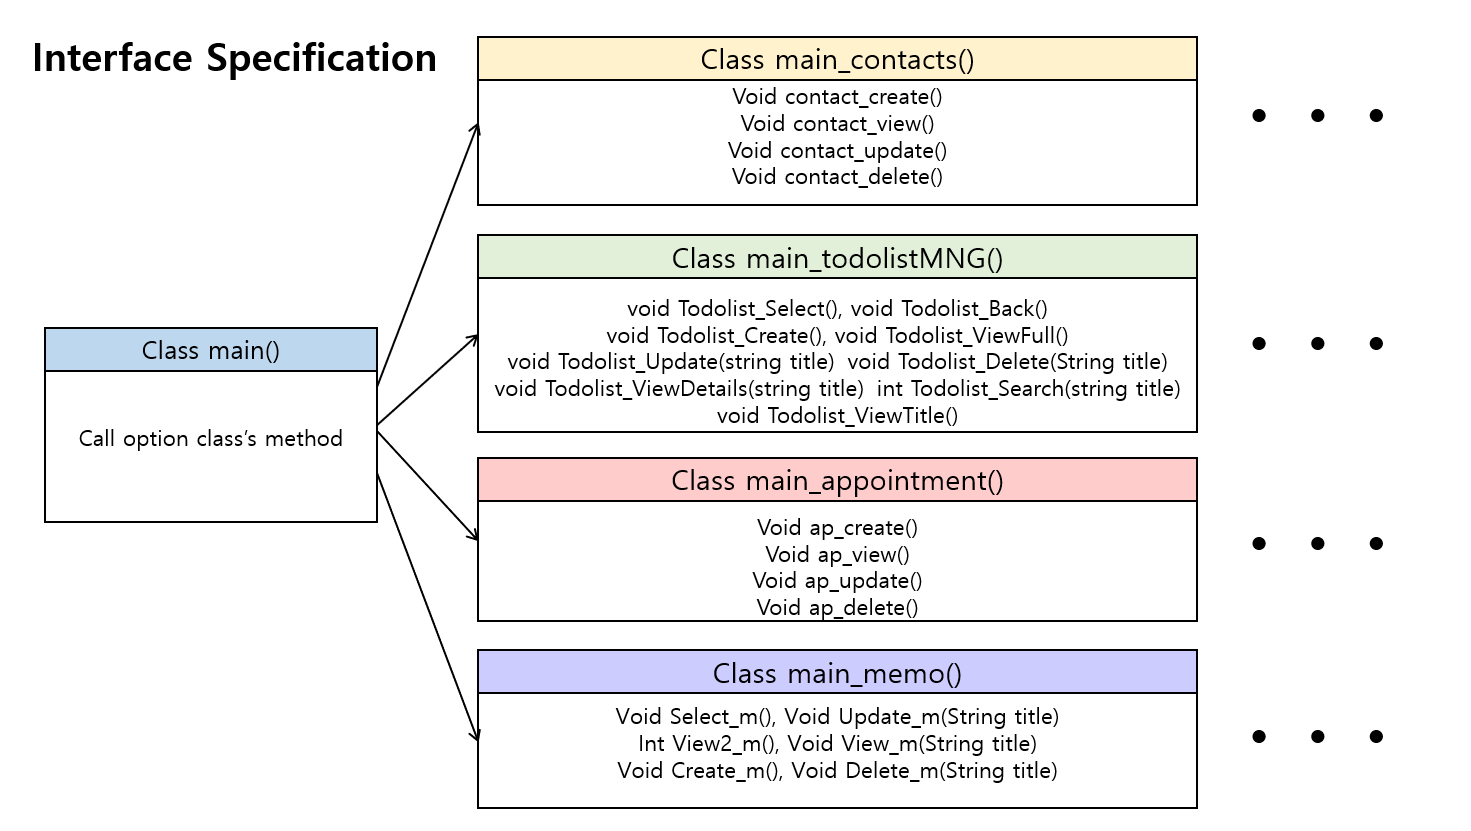 Interface Specification
Class main_contacts()
Void contact_create()
Void contact_view()
Void contact_update()
Void contact_delete()
Class main_todolistMNG()
void Todolist_Select(), void Todolist_Back()
void Todolist_Create(), void Todolist_ViewFull()
void Todolist_Update(string title)  void Todolist_Delete(String title)
void Todolist_ViewDetails(string title)  int Todolist_Search(string title)
void Todolist_ViewTitle()
Class main()
Call option class’s method
Class main_appointment()
Void ap_create()
Void ap_view()
Void ap_update()
Void ap_delete()
Class main_memo()
Void Select_m(), Void Update_m(String title)
Int View2_m(), Void View_m(String title)
Void Create_m(), Void Delete_m(String title)